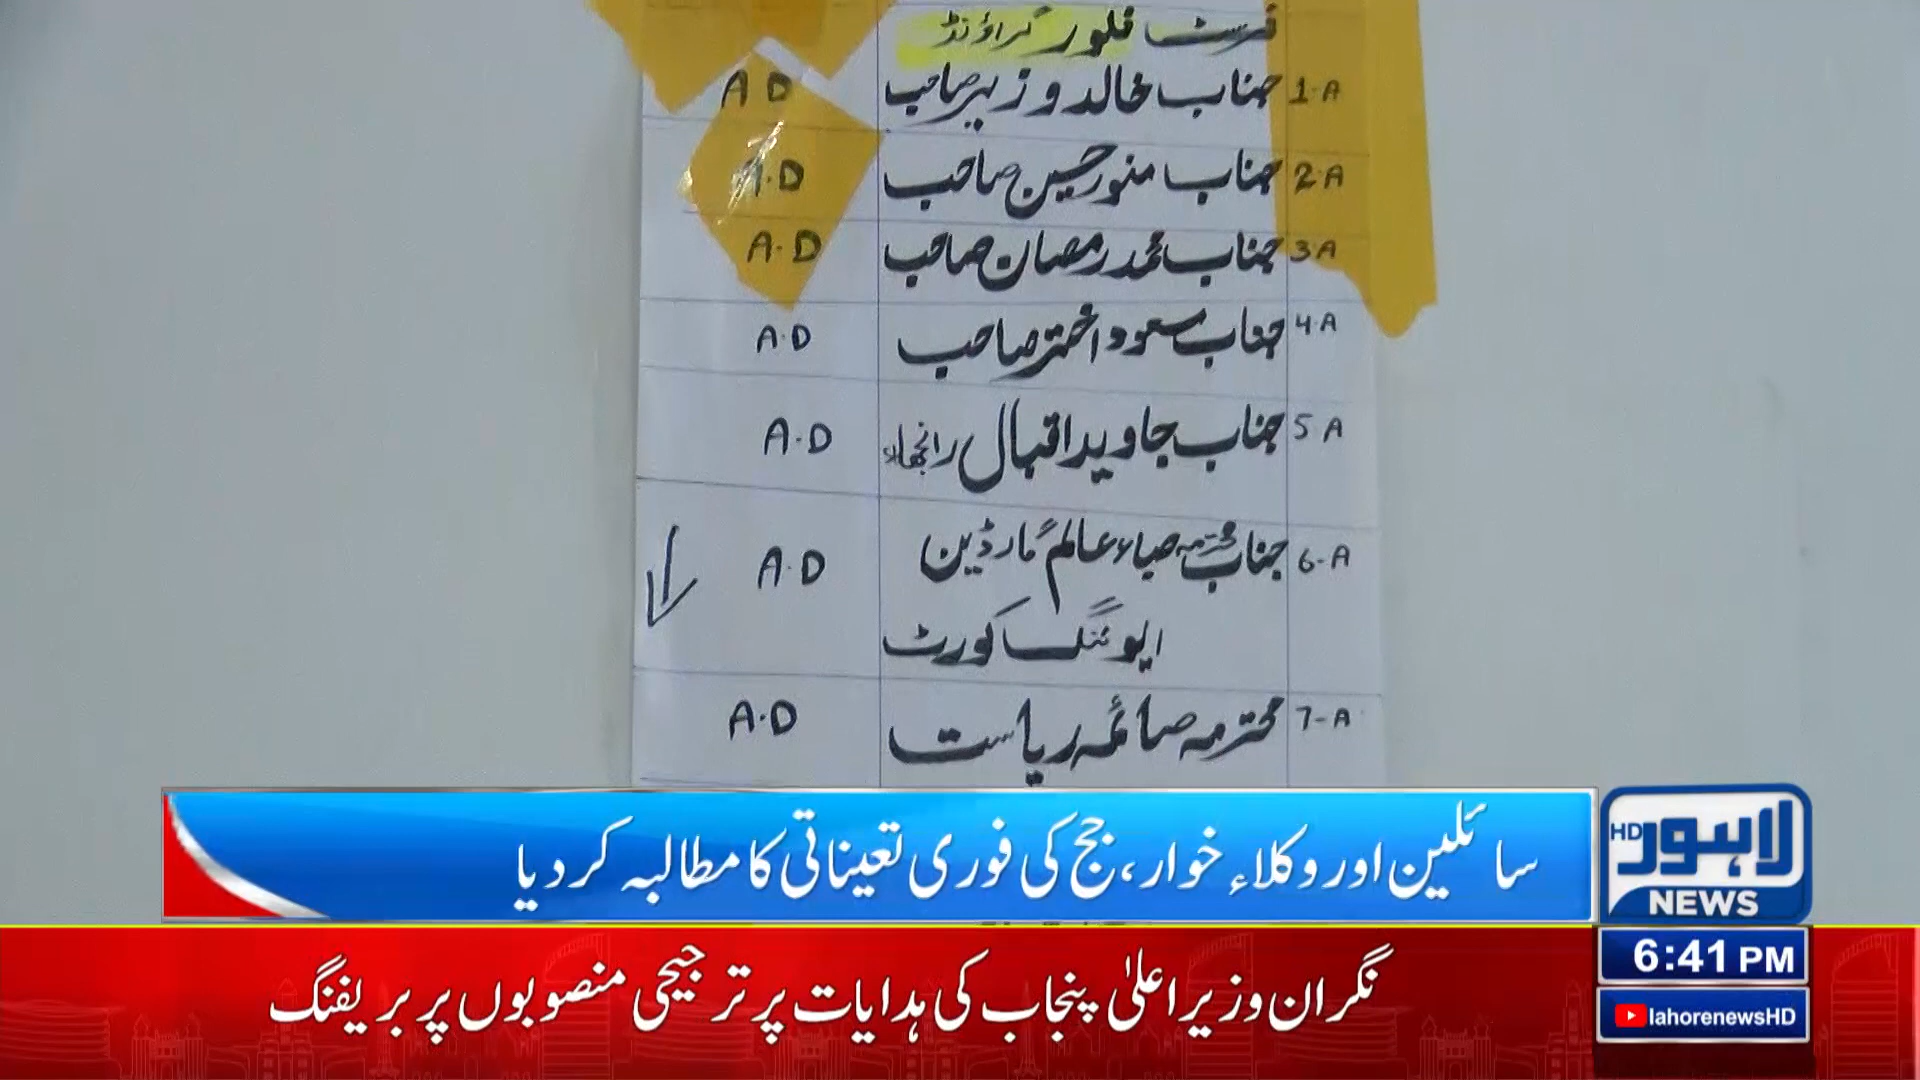 فرسٹ فلور گراؤنڈ
1-A جناب خالد وزیر صاحب A D
2-A جناب منور حسین صاحب A.D
3A جناب محمد رمضان صاحب A.D
4-A جناب مسعود اختر صاحب A.D
5 A جناب جاوید اقبال رانجھا A.D
6-A جناب محترمہ صباء عالم گارڈین A.D
ایوننگ کورٹ
7-A محترمہ صائمہ ریاست A.D
سائلین اور وکلاء خوار، جج کی فوری تعیناتی کا مطالبہ کر دیا
لاہور HD
NEWS
6:41 PM
نگران وزیر اعلیٰ پنجاب کی ہدایات پر ترجیحی منصوبوں پر بریفنگ
lahorenewsHD